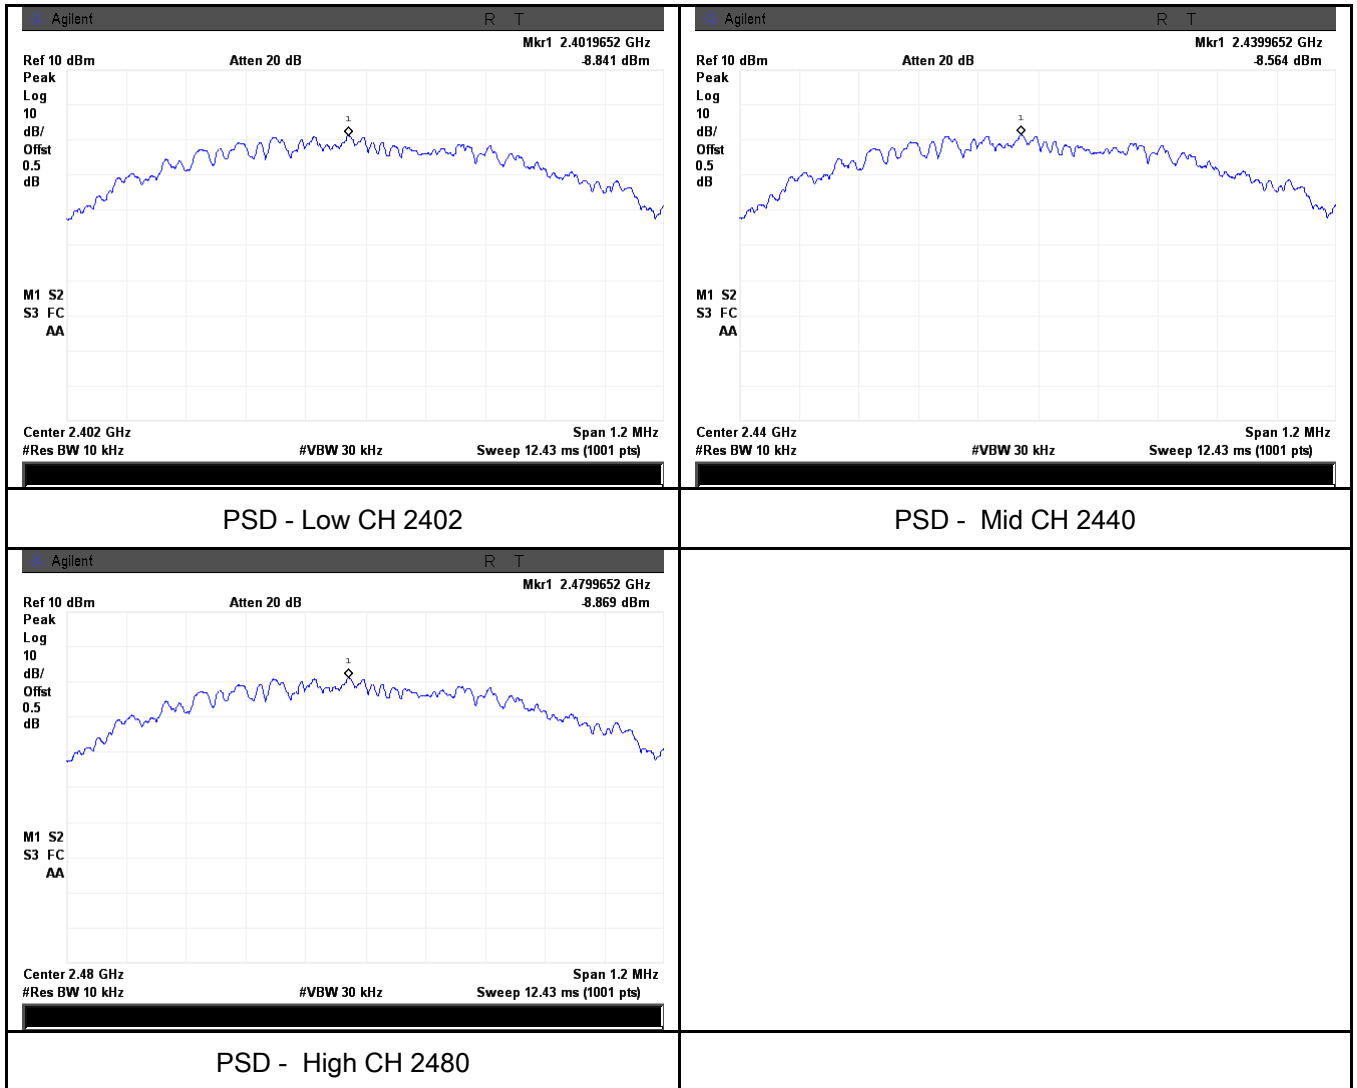 Agilent R T
Mkr1 2.4019652 GHz
Ref 10 dBm Atten 20 dB -8.841 dBm
Peak
Log
10
dB/
Offst
0.5
dB
1
M1 S2
S3 FC
AA
Center 2.402 GHz Span 1.2 MHz
#Res BW 10 kHz #VBW 30 kHz Sweep 12.43 ms (1001 pts)
PSD - Low CH 2402
Agilent R T
Mkr1 2.4399652 GHz
Ref 10 dBm Atten 20 dB -8.564 dBm
Peak
Log
10
dB/
Offst
0.5
dB
1
M1 S2
S3 FC
AA
Center 2.44 GHz Span 1.2 MHz
#Res BW 10 kHz #VBW 30 kHz Sweep 12.43 ms (1001 pts)
PSD - Mid CH 2440
Agilent R T
Mkr1 2.4799652 GHz
Ref 10 dBm Atten 20 dB -8.869 dBm
Peak
Log
10
dB/
Offst
0.5
dB
1
M1 S2
S3 FC
AA
Center 2.48 GHz Span 1.2 MHz
#Res BW 10 kHz #VBW 30 kHz Sweep 12.43 ms (1001 pts)
PSD - High CH 2480